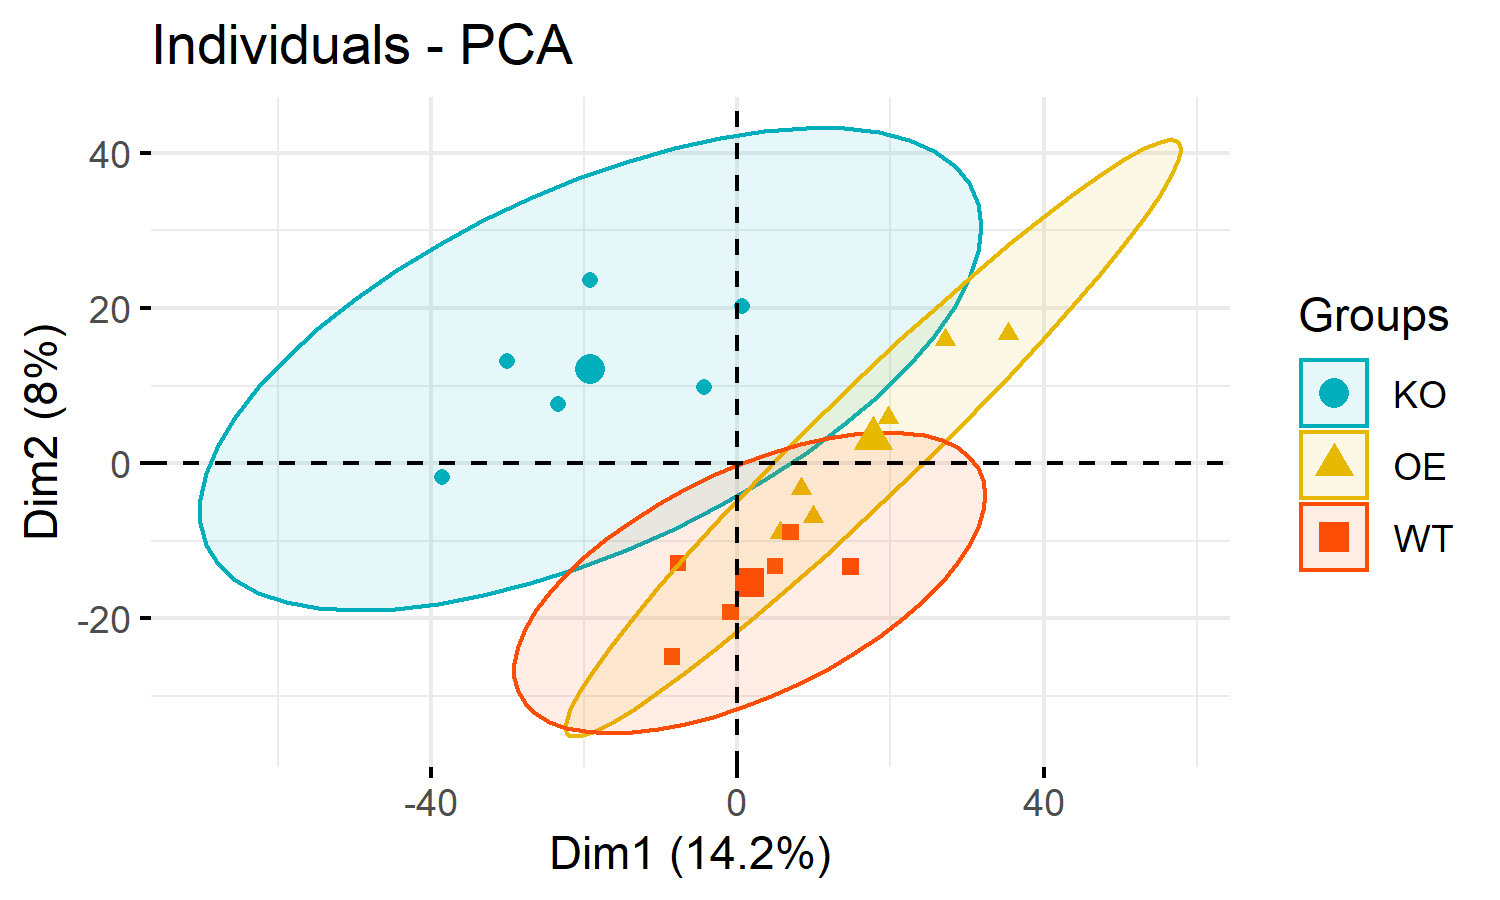 Individuals - PCA
40
20
0
-20
Dim2 (8%)
-40
0
40
Dim1 (14.2%)
Groups
KO
OE
WT